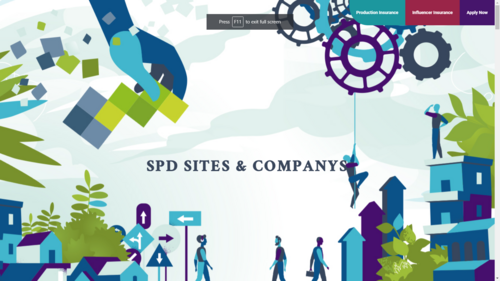 Press F11 to exit full screen
Production Insurance
Influencer Insurance
Apply Now
SPD SITES & COMPANYS